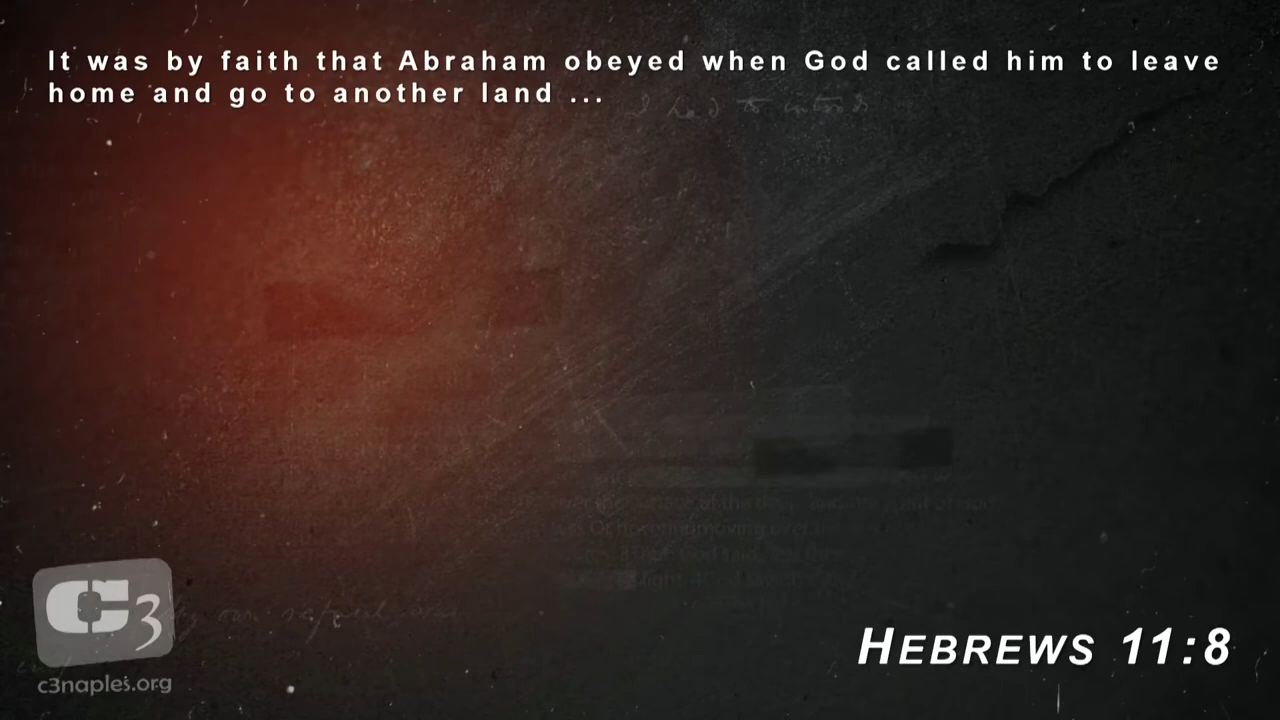 It was by faith that Abraham obeyed when God called him to leave
home and go to another land ...
C3
c3naples.org
HEBREWS 11:8